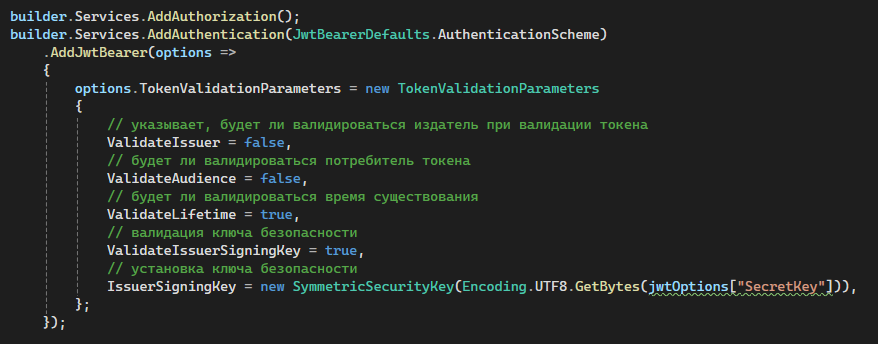 builder.Services.AddAuthorization();
builder.Services.AddAuthentication(JwtBearerDefaults.AuthenticationScheme)
.AddJwtBearer(options =>
{
options.TokenValidationParameters = new TokenValidationParameters
{
// указывает, будет ли валидироваться издатель при валидации токена
ValidateIssuer = false,
// будет ли валидироваться потребитель токена
ValidateAudience = false,
// будет ли валидироваться время существования
ValidateLifetime = true,
// валидация ключа безопасности
ValidateIssuerSigningKey = true,
// установка ключа безопасности
IssuerSigningKey = new SymmetricSecurityKey(Encoding.UTF8.GetBytes(jwtOptions["SecretKey"])),
};
});